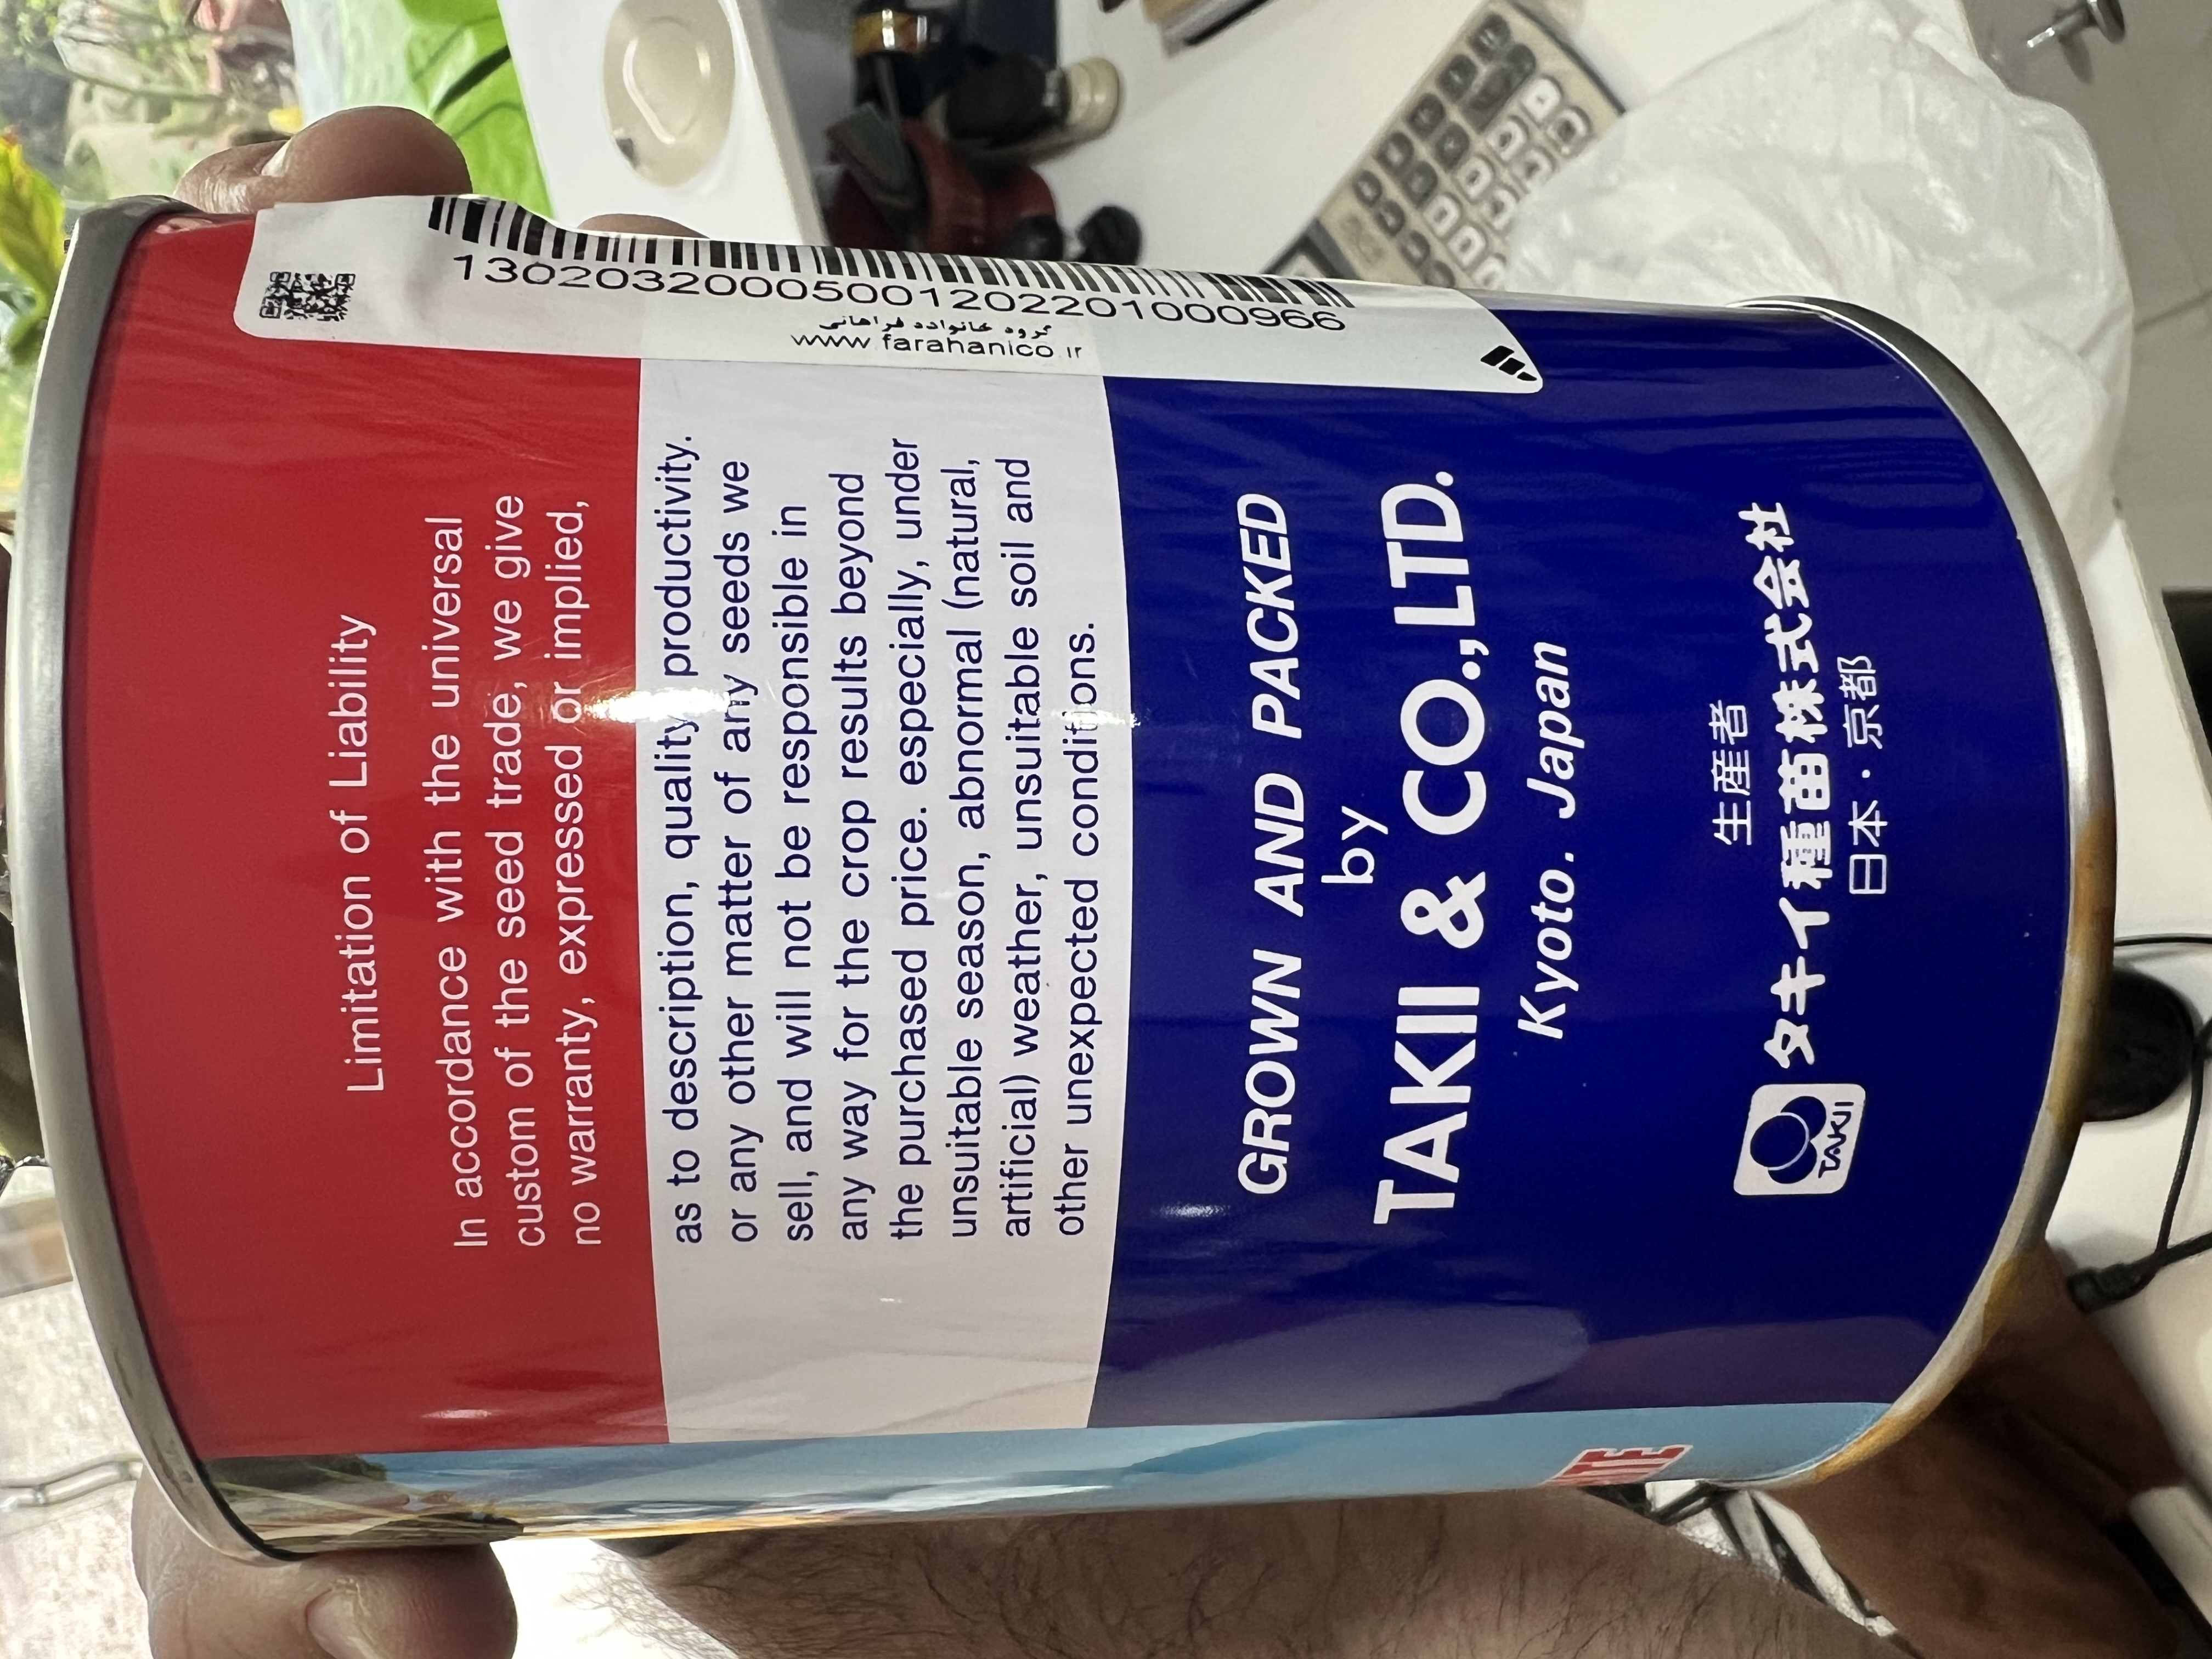 Limitation of Liability
In accordance with the universal
custom of the seed trade, we give
no warranty, expressed or implied,
as to description, quality, productivity.
or any other matter of any seeds we
sell, and will not be responsible in
any way for the crop results beyond
the purchased price. especially, under
unsuitable season, abnormal (natural,
artificial) weather, unsuitable soil and
other unexpected conditions.
GROWN AND PACKED
by
TAKII & CO.,LTD.
Kyoto. Japan
生産者
タキイ種苗株式会社
日本・京都
TAKII
13020320005001202201000966
گروه خانواده فراهانی
www.farahanico.ir